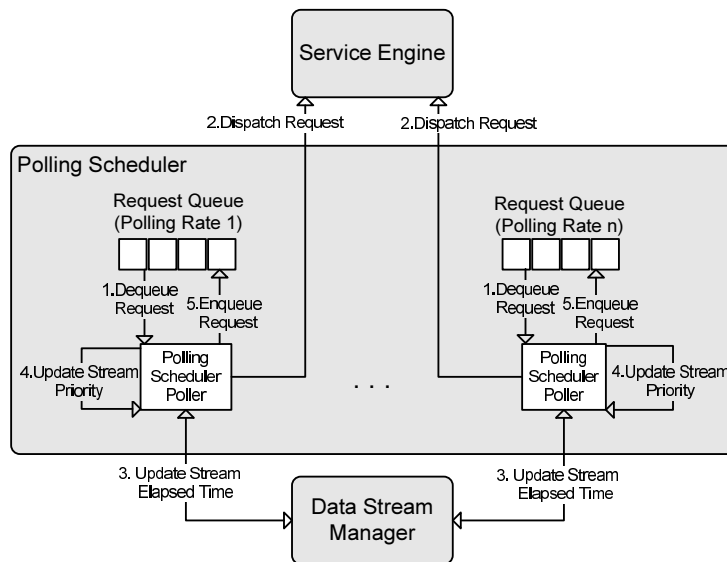 Service Engine
2.Dispatch Request
2.Dispatch Request
Polling Scheduler
Request Queue
(Polling Rate 1)
Request Queue
(Polling Rate n)
1.Dequeue
Request
5.Enqueue
Request
1.Dequeue
Request
5.Enqueue
Request
4.Update Stream
Priority
Polling
Scheduler
Poller
. . .
Polling
Scheduler
Poller
4.Update Stream
Priority
3. Update Stream
Elapsed Time
3. Update Stream
Elapsed Time
Data Stream
Manager